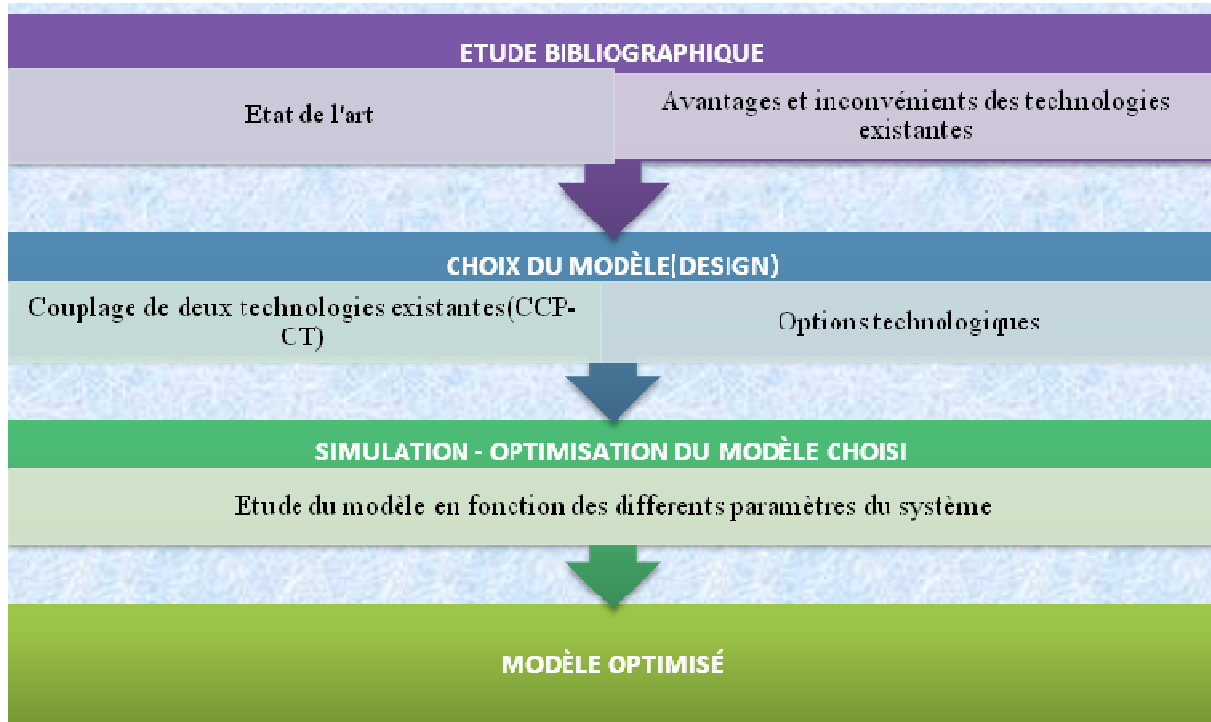 ETUDE BIBLIOGRAPHIQUE
Etat de l'art
Avantages et inconvénients des technologies
existantes
CHOIX DU MODÈLE(DESIGN)
Couplage de deux technologies existantes(CCP-
CT)
Options technologiques
SIMULATION - OPTIMISATION DU MODÈLE CHOISI
Etude du modèle en fonction des differents paramètres du système
MODÈLE OPTIMISÉ